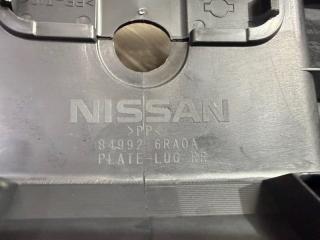 NISSAN
>PP<
84992 6RA0A
PLATE-LUG RR